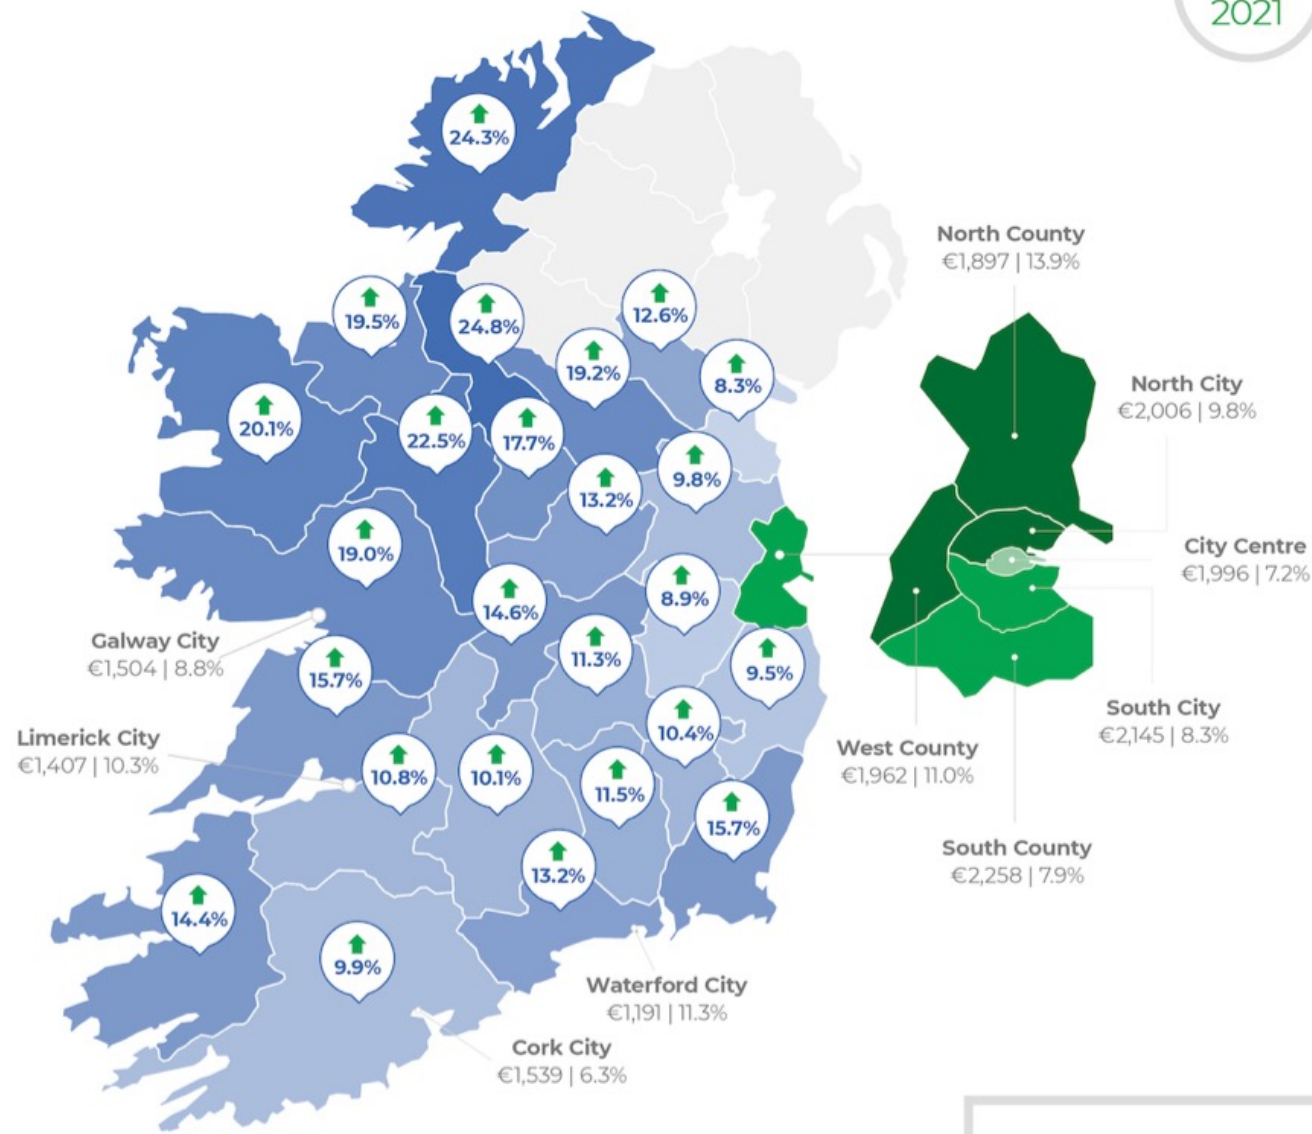 2021
24.3%
North County
€1,897 | 13.9%
19.5%
24.8%
12.6%
19.2%
8.3%
North City
€2,006 | 9.8%
20.1%
22.5%
17.7%
9.8%
13.2%
19.0%
City Centre
€1,996 | 7.2%
14.6%
8.9%
Galway City
€1,504 | 8.8%
11.3%
15.7%
9.5%
South City
€2,145 | 8.3%
10.4%
Limerick City
€1,407 | 10.3%
West County
€1,962 | 11.0%
10.8%
10.1%
11.5%
15.7%
South County
€2,258 | 7.9%
13.2%
14.4%
9.9%
Waterford City
€1,191 | 11.3%
Cork City
€1,539 | 6.3%